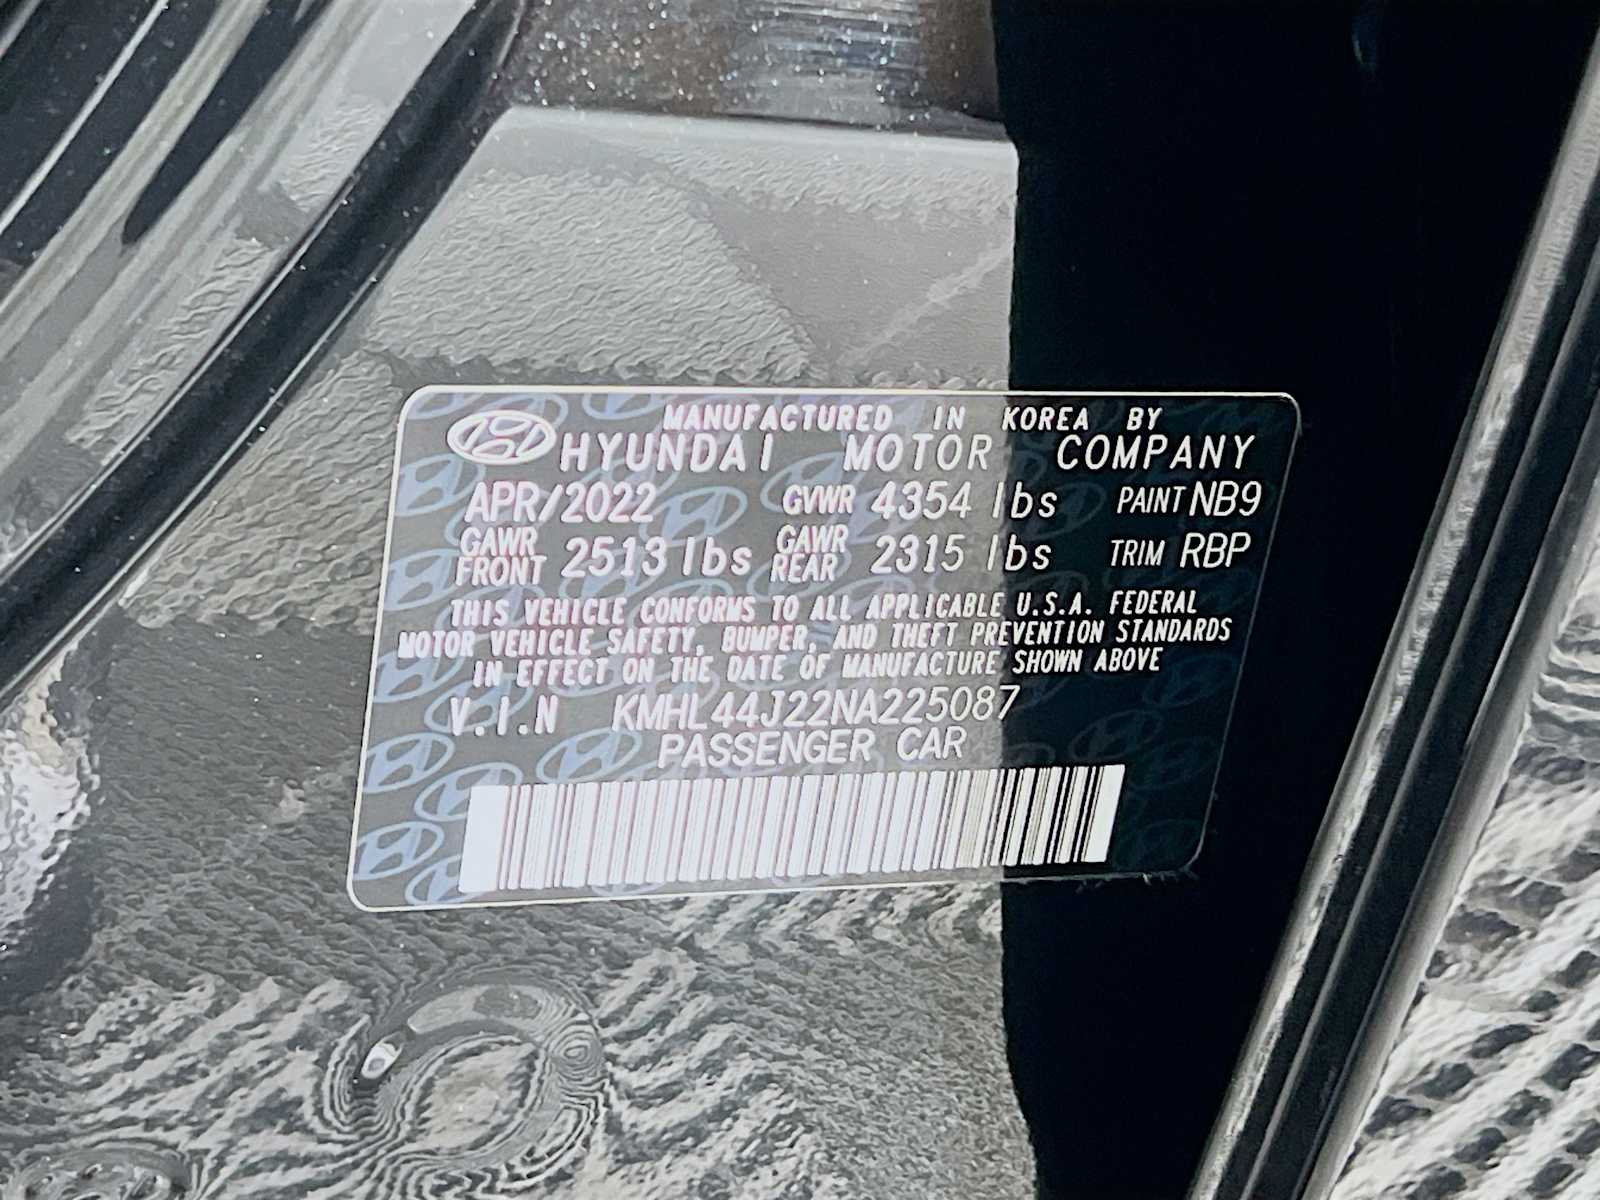 MANUFACTURED IN KOREA BY
HYUNDAI MOTOR COMPANY
APR/2022 GVWR 4354 lbs PAINT NB9
GAWR FRONT 2513 lbs GAWR REAR 2315 lbs TRIM RBP
THIS VEHICLE CONFORMS TO ALL APPLICABLE U.S.A. FEDERAL
MOTOR VEHICLE SAFETY, BUMPER, AND THEFT PREVENTION STANDARDS
IN EFFECT ON THE DATE OF MANUFACTURE SHOWN ABOVE
V.I.N KMHL44J22NA225087
PASSENGER CAR